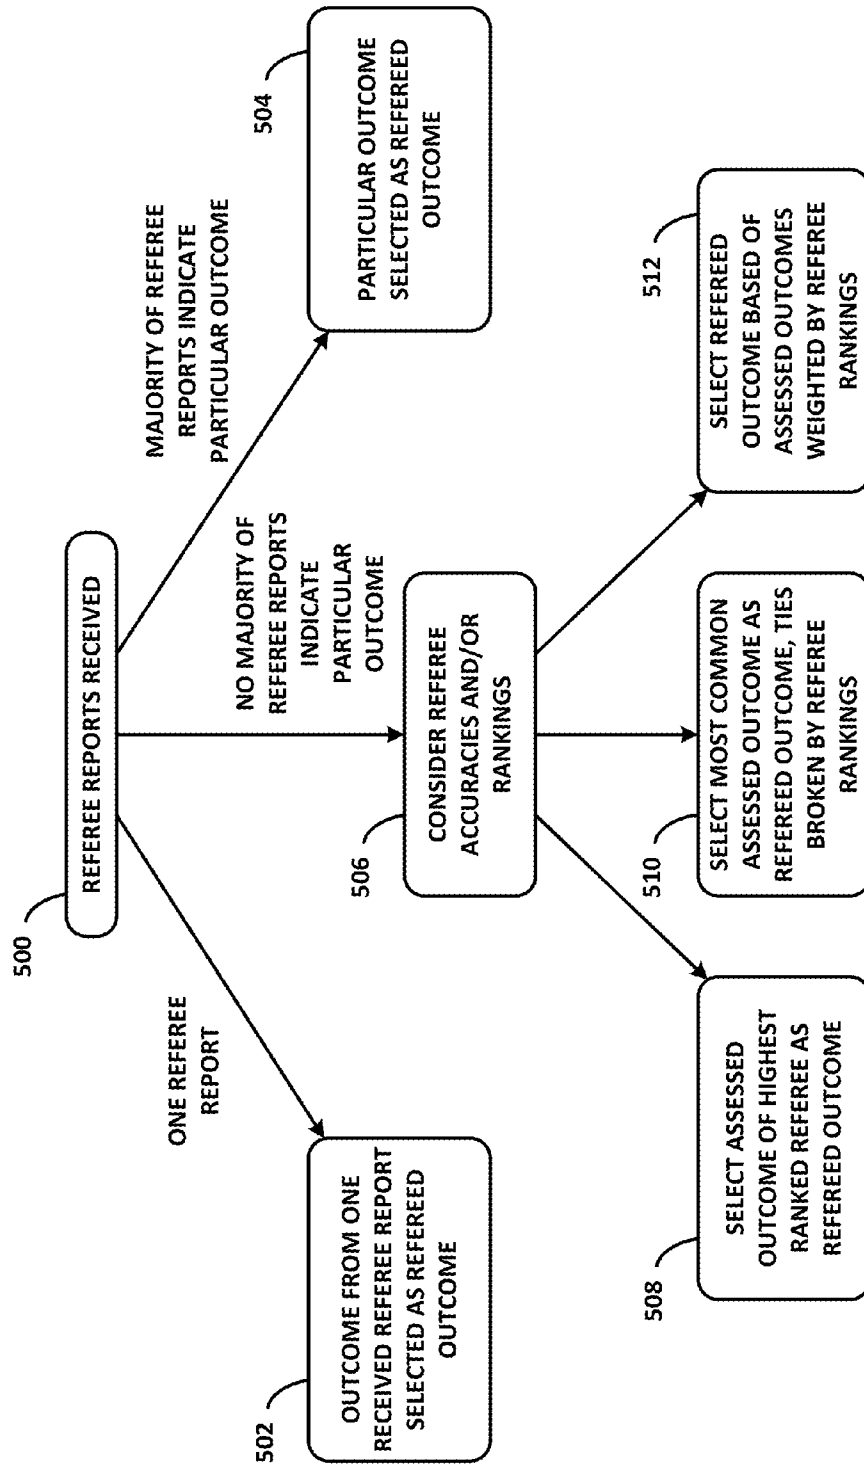 500
REFEREE REPORTS RECEIVED
ONE REFEREE
REPORT
NO MAJORITY OF
REFEREE REPORTS
INDICATE
PARTICULAR
OUTCOME
MAJORITY OF REFEREE
REPORTS INDICATE
PARTICULAR OUTCOME
502
OUTCOME FROM ONE
RECEIVED REFEREE REPORT
SELECTED AS REFEREED
OUTCOME
504
PARTICULAR OUTCOME
SELECTED AS REFEREED
OUTCOME
506
CONSIDER REFEREE
ACCURACIES AND/OR
RANKINGS
508
SELECT ASSESSED
OUTCOME OF HIGHEST
RANKED REFEREE AS
REFEREED OUTCOME
510
SELECT MOST COMMON
ASSESSED OUTCOME AS
REFEREED OUTCOME, TIES
BROKEN BY REFEREE
RANKINGS
512
SELECT REFEREED
OUTCOME BASED OF
ASSESSED OUTCOMES
WEIGHTED BY REFEREE
RANKINGS